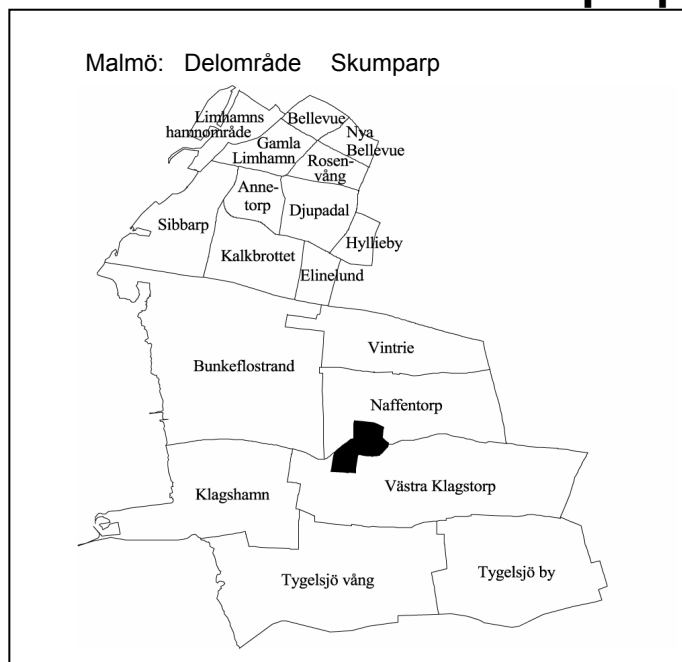 Malmö: Delområde Skumparp
Limhamns
hamnområde
Bellevue
Nya
Bellevue
Gamla
Limhamn
Rosen-
vång
Anne-
torp
Djupadal
Sibbarp
Hyllieby
Kalkbrottet
Elinelund
Vintrie
Bunkeflostrand
Naffentorp
Västra Klagstorp
Klagshamn
Tygelsjö vång
Tygelsjö by